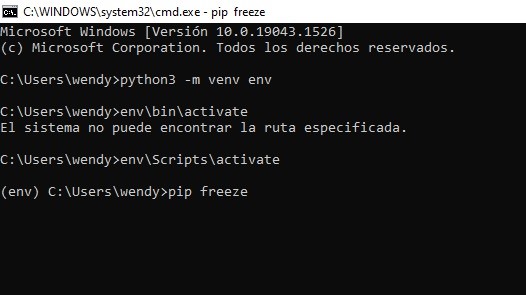 C:\WINDOWS\system32\cmd.exe - pip  freeze
Microsoft Windows [Versión 10.0.19043.1526]
(c) Microsoft Corporation. Todos los derechos reservados.
C:\Users\wendy>python3 -m venv env
C:\Users\wendy>env\bin\activate
El sistema no puede encontrar la ruta especificada.
C:\Users\wendy>env\Scripts\activate
(env) C:\Users\wendy>pip freeze